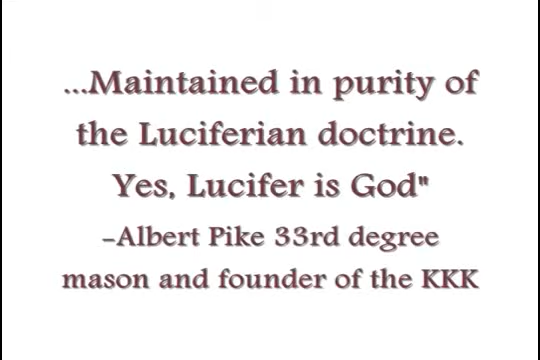 ...Maintained in purity of
the Luciferian doctrine.
Yes, Lucifer is God"
-Albert Pike 33rd degree
mason and founder of the KKK